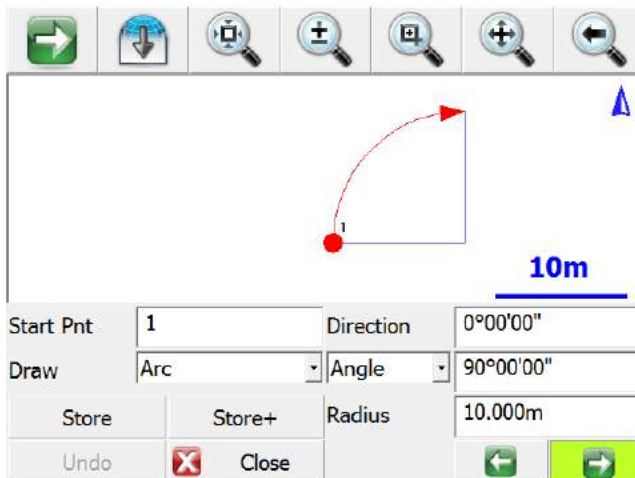 1
10m
Start Pnt 1 Direction 0°00'00"
Draw Arc Angle 90°00'00"
Store Store+ Radius 10.000m
Undo Close